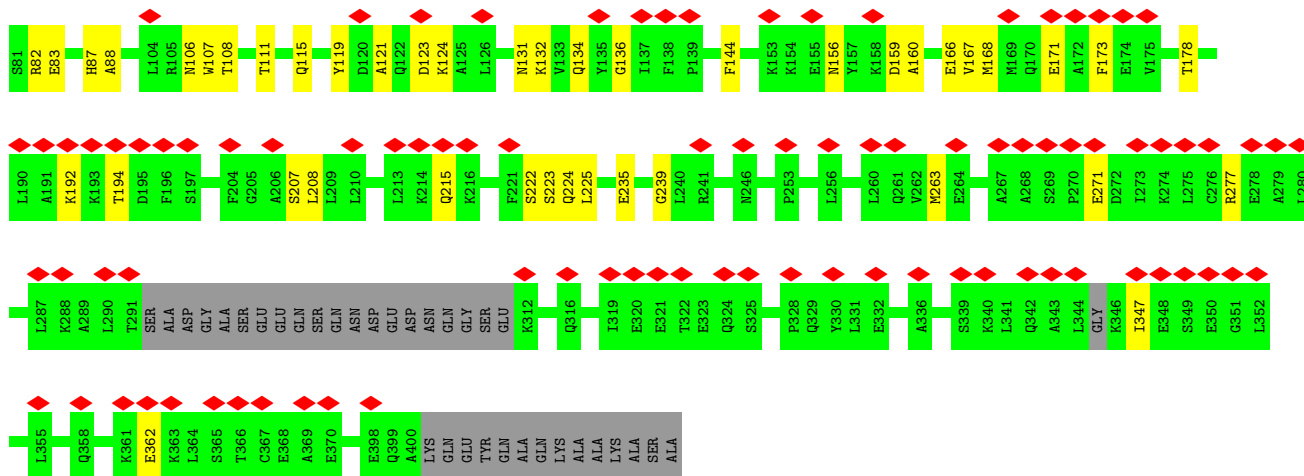 S81 R82 E83 H87 A88 L104 R105 N106 W107 T108 T111 Q115 Y119 D120 A121 Q122 D123 K124 A125 L126 N131 K132 V133 Q134 Y135 G136 I137 F138 P139 F144 K153 K154 E155 N156 Y157 K158 D159 A160 E166 V167 M168 M169 Q170 E171 A172 F173 E174 V175 T178
L190 A191 K192 K193 T194 D195 F196 S197 F204 G205 A206 S207 L208 L209 L210 L213 K214 Q215 K216 F221 S222 S223 Q224 L225 E235 G239 L240 R241 N246 P253 L256 L260 Q261 V262 M263 E264 A267 A268 S269 P270 E271 D272 I273 K274 L275 C276 R277 E278 A279 L280
L287 K288 A289 L290 T291 SER ALA ASP GLY ALA SER GLU GLU GLN SER GLN ASN ASP GLU ASP ASN GLN GLY SER GLU K312 Q316 I319 E320 E321 T322 E323 Q324 S325 P328 Q329 Y330 L331 E332 A336 S339 K340 L341 Q342 A343 L344 GLY K346 I347 E348 S349 E350 G351 L352
L355 Q358 K361 E362 K363 L364 S365 T366 C367 E368 A369 E370 E398 Q399 A400 LYS GLN GLU TYR GLN ALA GLN LYS ALA ALA LYS ALA SER ALA